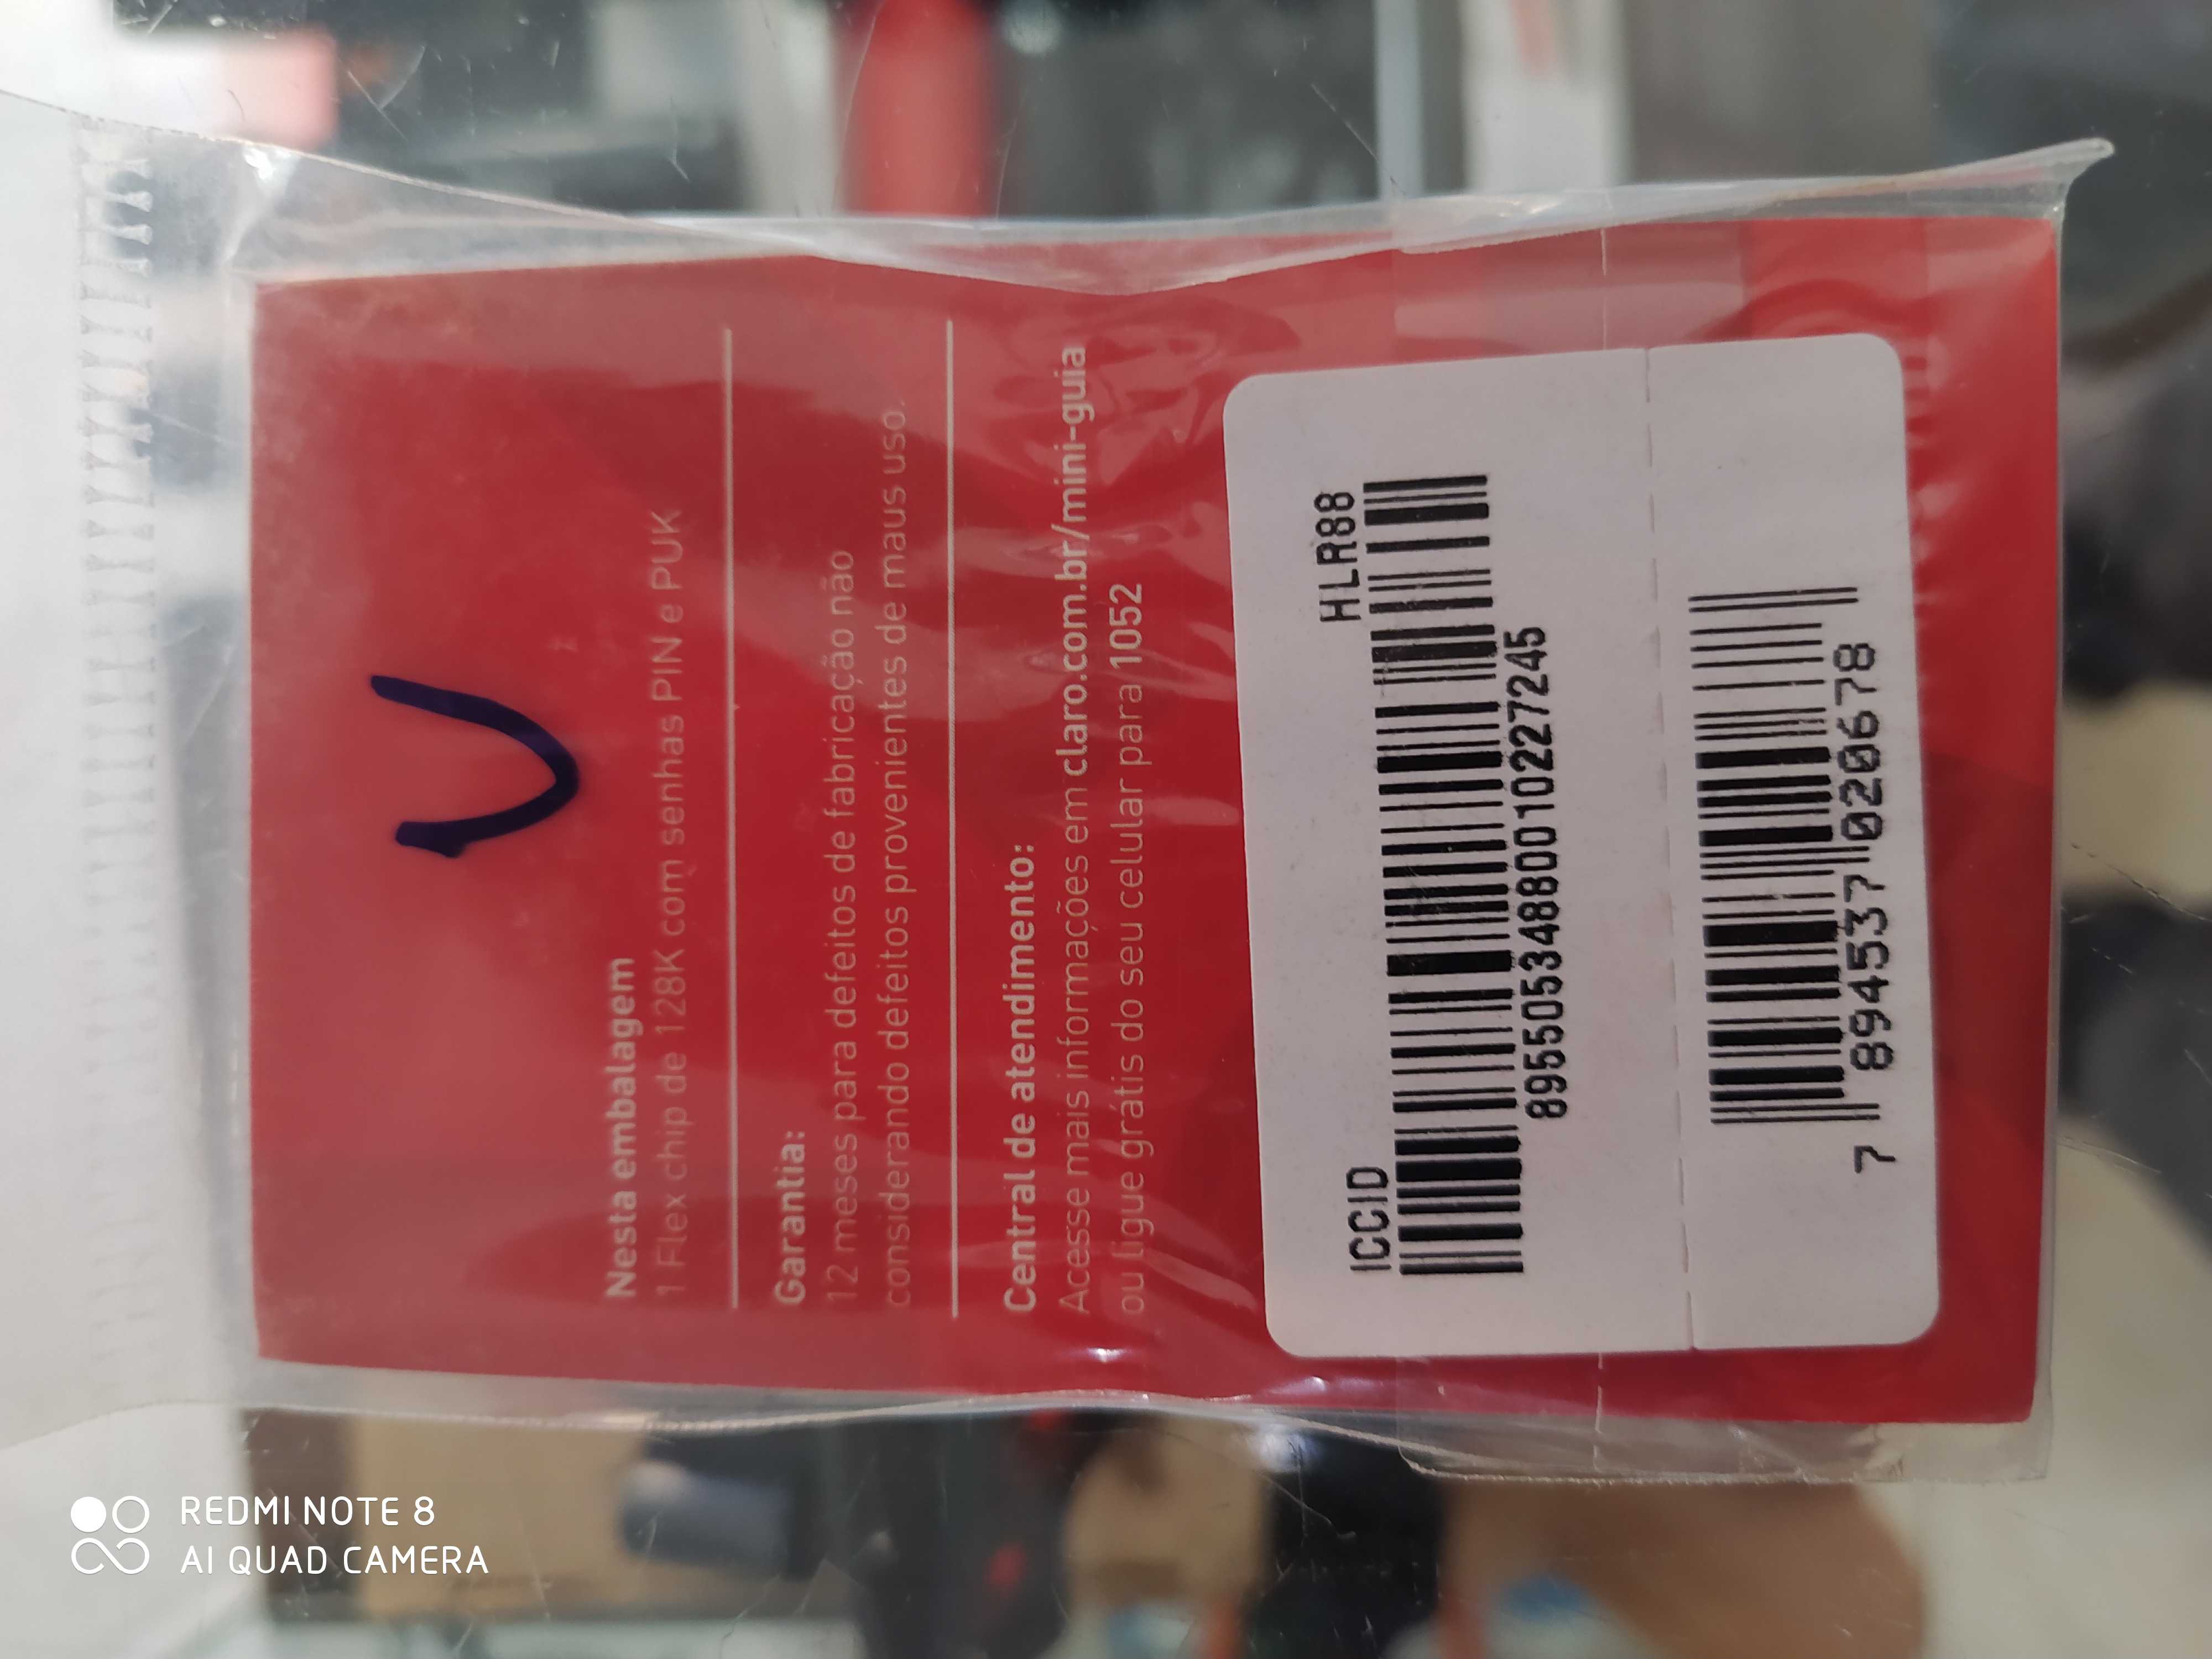 Nesta embalagem
1 Flex chip de 128K com senhas PIN e PUK
Garantia:
12 meses para defeitos de fabricação não
considerando defeitos provenientes de maus uso.
Central de atendimento:
Acesse mais informações em claro.com.br/mini-guia
ou ligue grátis do seu celular para 1052
ICCID HLR88
89550534880010227245
7 894537 020678
REDMI NOTE 8
AI QUAD CAMERA